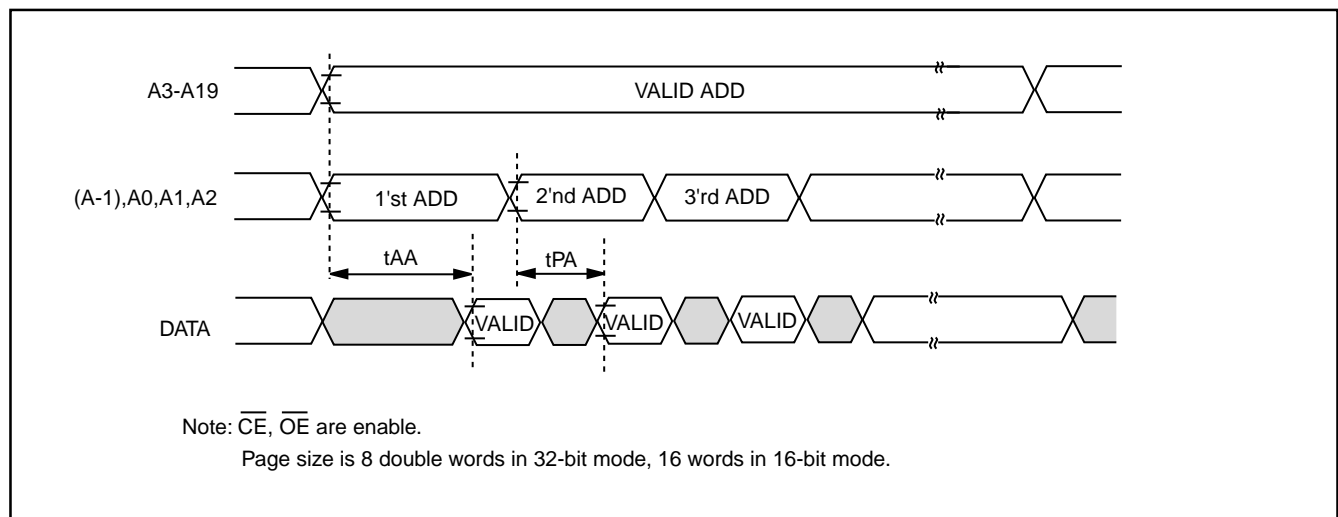 A3-A19
VALID ADD
(A-1),A0,A1,A2
1'st ADD
2'nd ADD
3'rd ADD
tAA
tPA
DATA
VALID
VALID
VALID
Note: C̅E̅, O̅E̅ are enable.
Page size is 8 double words in 32-bit mode, 16 words in 16-bit mode.